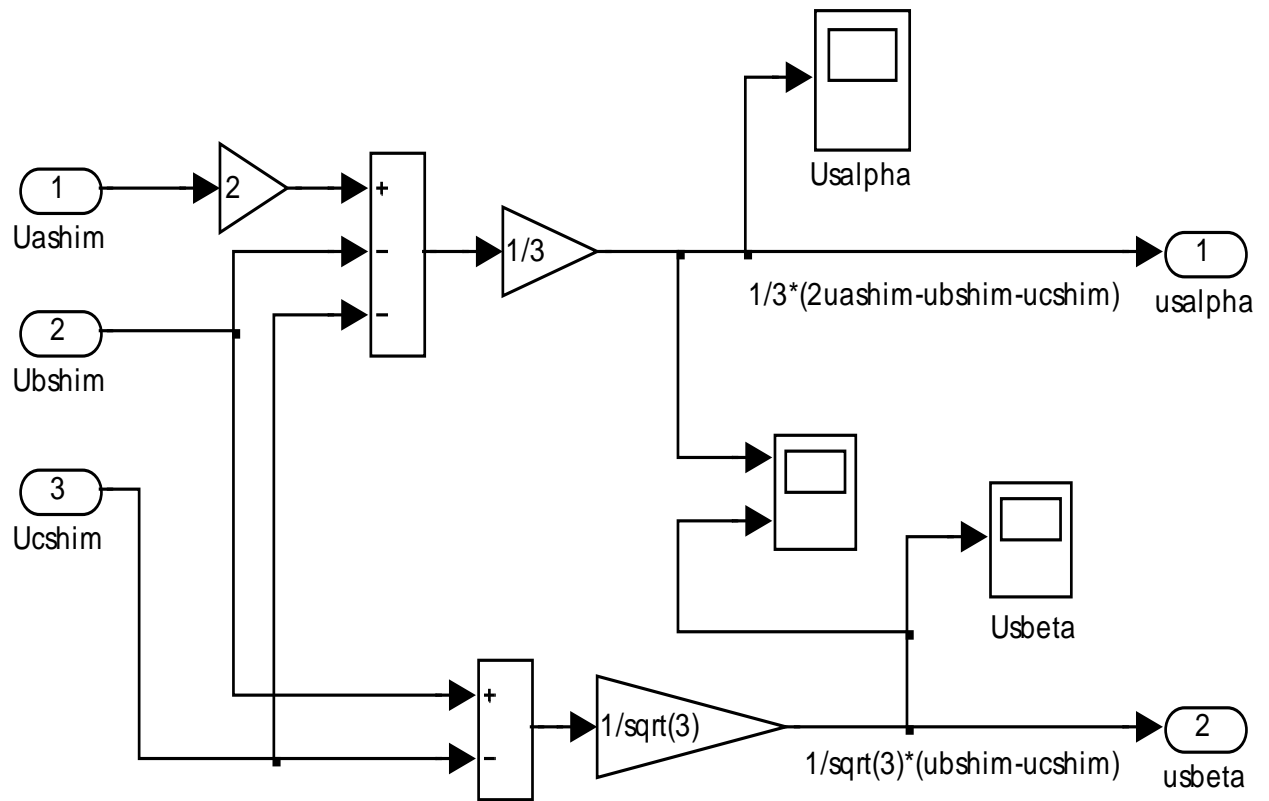 Usalpha
1
Uashim
2
+
-
-
1/3
1/3*(2uashim-ubshim-ucshim)
1
usalpha
2
Ubshim
3
Ucshim
Usbeta
+
-
1/sqrt(3)
1/sqrt(3)*(ubshim-ucshim)
2
usbeta